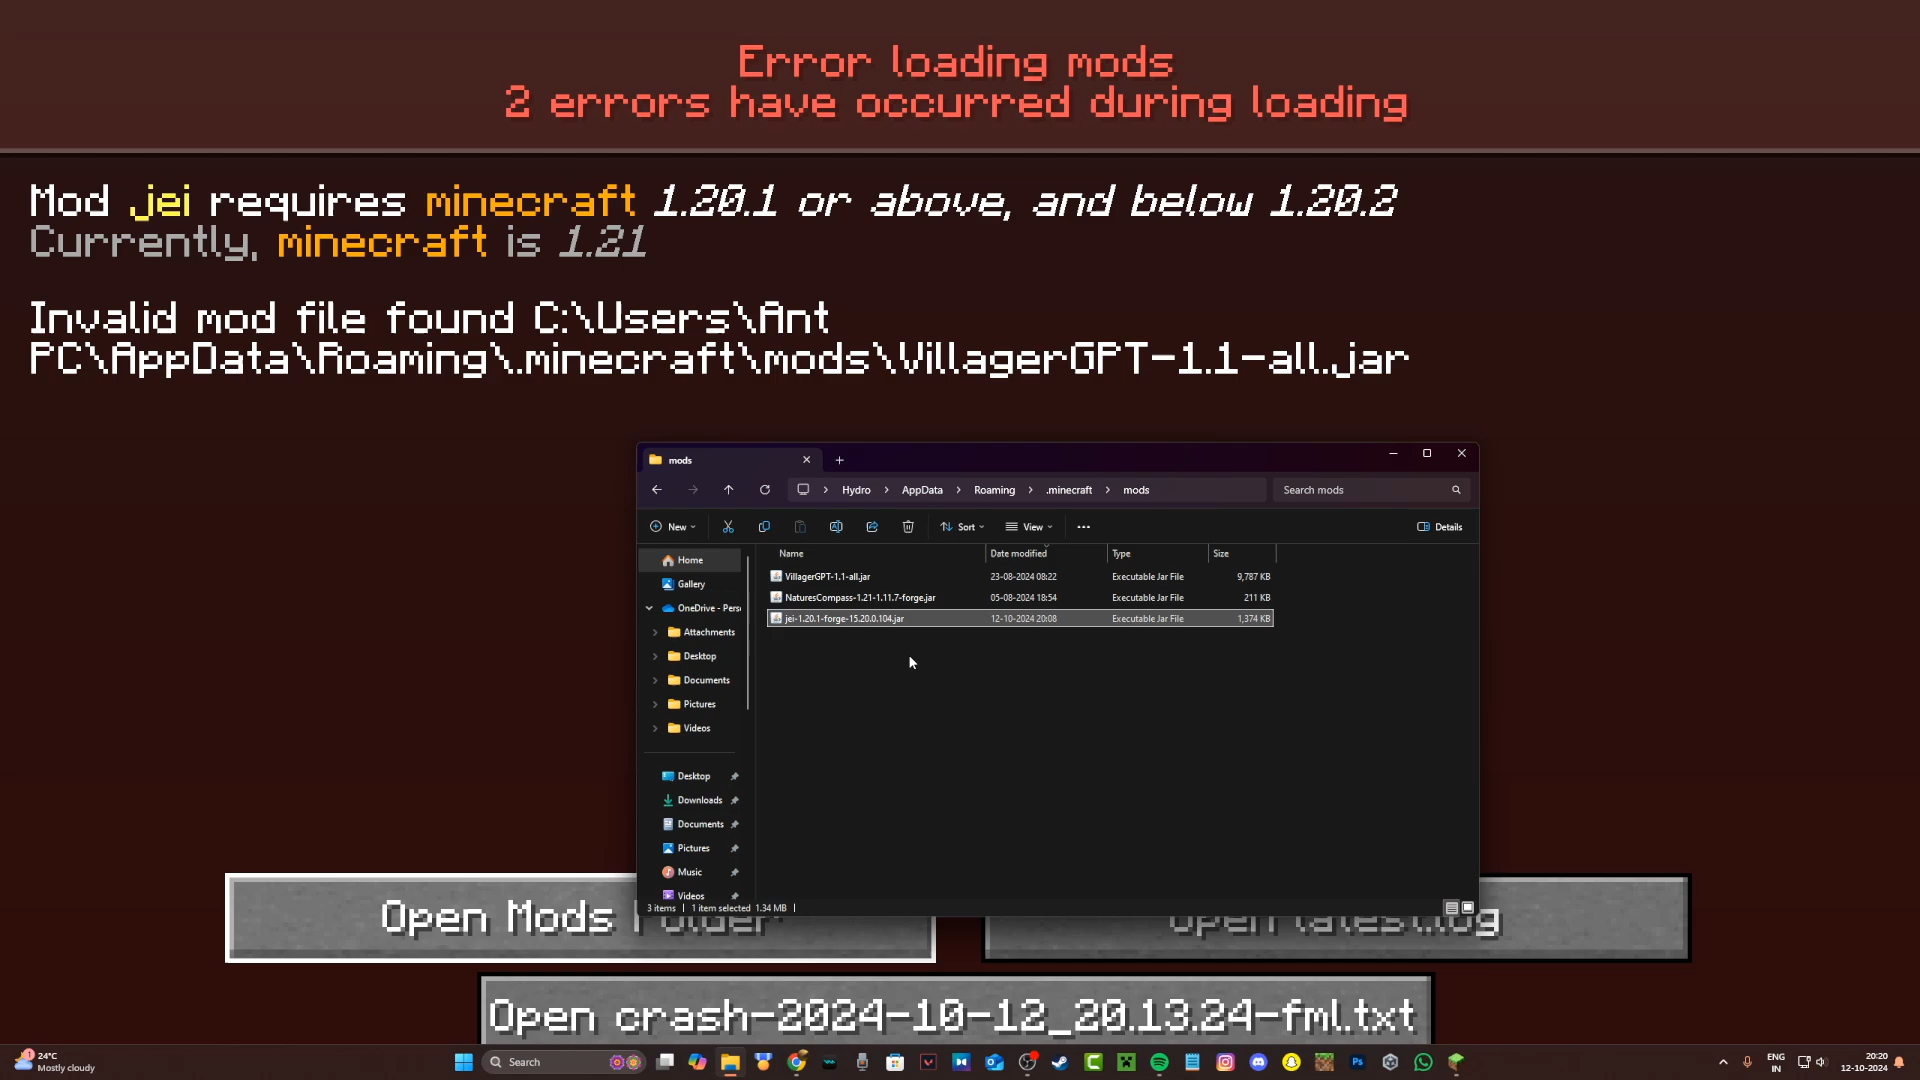 Error loading mods
2 errors have occurred during loading
Mod jei requires minecraft 1.20.1 or above, and below 1.20.2
Currently, minecraft is 1.21
Invalid mod file found C:\Users\Ant
PC\AppData\Roaming\.minecraft\mods\VillagerGPT-1.1-all.jar
mods
Hydro > AppData > Roaming > .minecraft > mods
Search mods
New
Sort
View
Details
Name Date modified Type Size
VillagerGPT-1.1-all.jar 23-08-2024 08:22 Executable Jar File 9,787 KB
NaturesCompass-1.21-1.11.7-forge.jar 05-08-2024 18:54 Executable Jar File 211 KB
jei-1.20.1-forge-15.20.0.104.jar 12-10-2024 20:08 Executable Jar File 1,374 KB
Home
Gallery
OneDrive - Pers
Attachments
Desktop
Documents
Pictures
Videos
Desktop
Downloads
Documents
Pictures
Music
Videos
3 items 1 item selected 1.34 MB
Open Mods Folder
Open latest.log
Open crash-2024-10-12_20.13.24-fml.txt
1
24°C
Mostly cloudy
Search
Ps
ENG
IN
20:20
12-10-2024